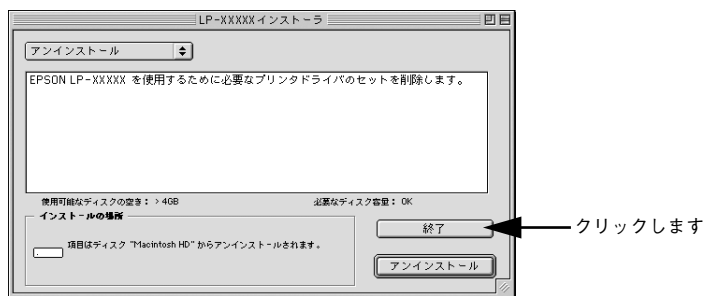 LP-XXXXXインストーラ
アンインストール
EPSON LP-XXXXX を使用するために必要なプリンタドライバのセットを削除します。
使用可能なディスクの空き：＞4GB 必要なディスク容量： OK
インストールの場所
項目はディスク "Macintosh HD" からアンインストールされます。
終了
クリックします
アンインストール